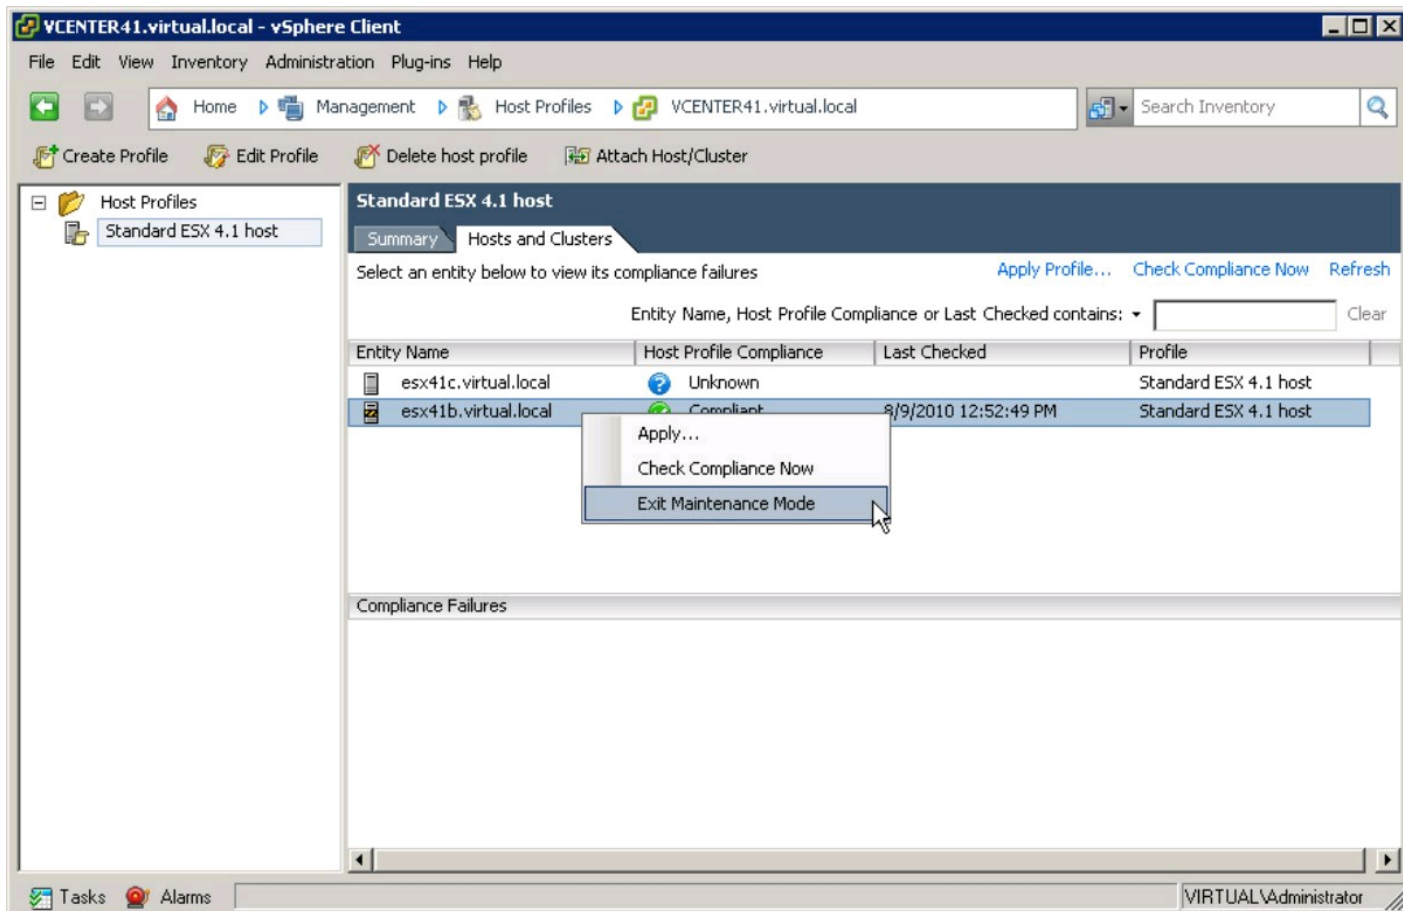 VCENTER41.virtual.local - vSphere Client
File Edit View Inventory Administration Plug-ins Help
Home Management Host Profiles VCENTER41.virtual.local Search Inventory
Create Profile Edit Profile Delete host profile Attach Host/Cluster
Host Profiles
Standard ESX 4.1 host
Standard ESX 4.1 host
Summary Hosts and Clusters
Select an entity below to view its compliance failures Apply Profile... Check Compliance Now Refresh
Entity Name, Host Profile Compliance or Last Checked contains: Clear
Entity Name Host Profile Compliance Last Checked Profile
esx41c.virtual.local Unknown Standard ESX 4.1 host
esx41b.virtual.local Compliant 8/9/2010 12:52:49 PM Standard ESX 4.1 host
Apply...
Check Compliance Now
Exit Maintenance Mode
Compliance Failures
Tasks Alarms VIRTUAL\Administrator